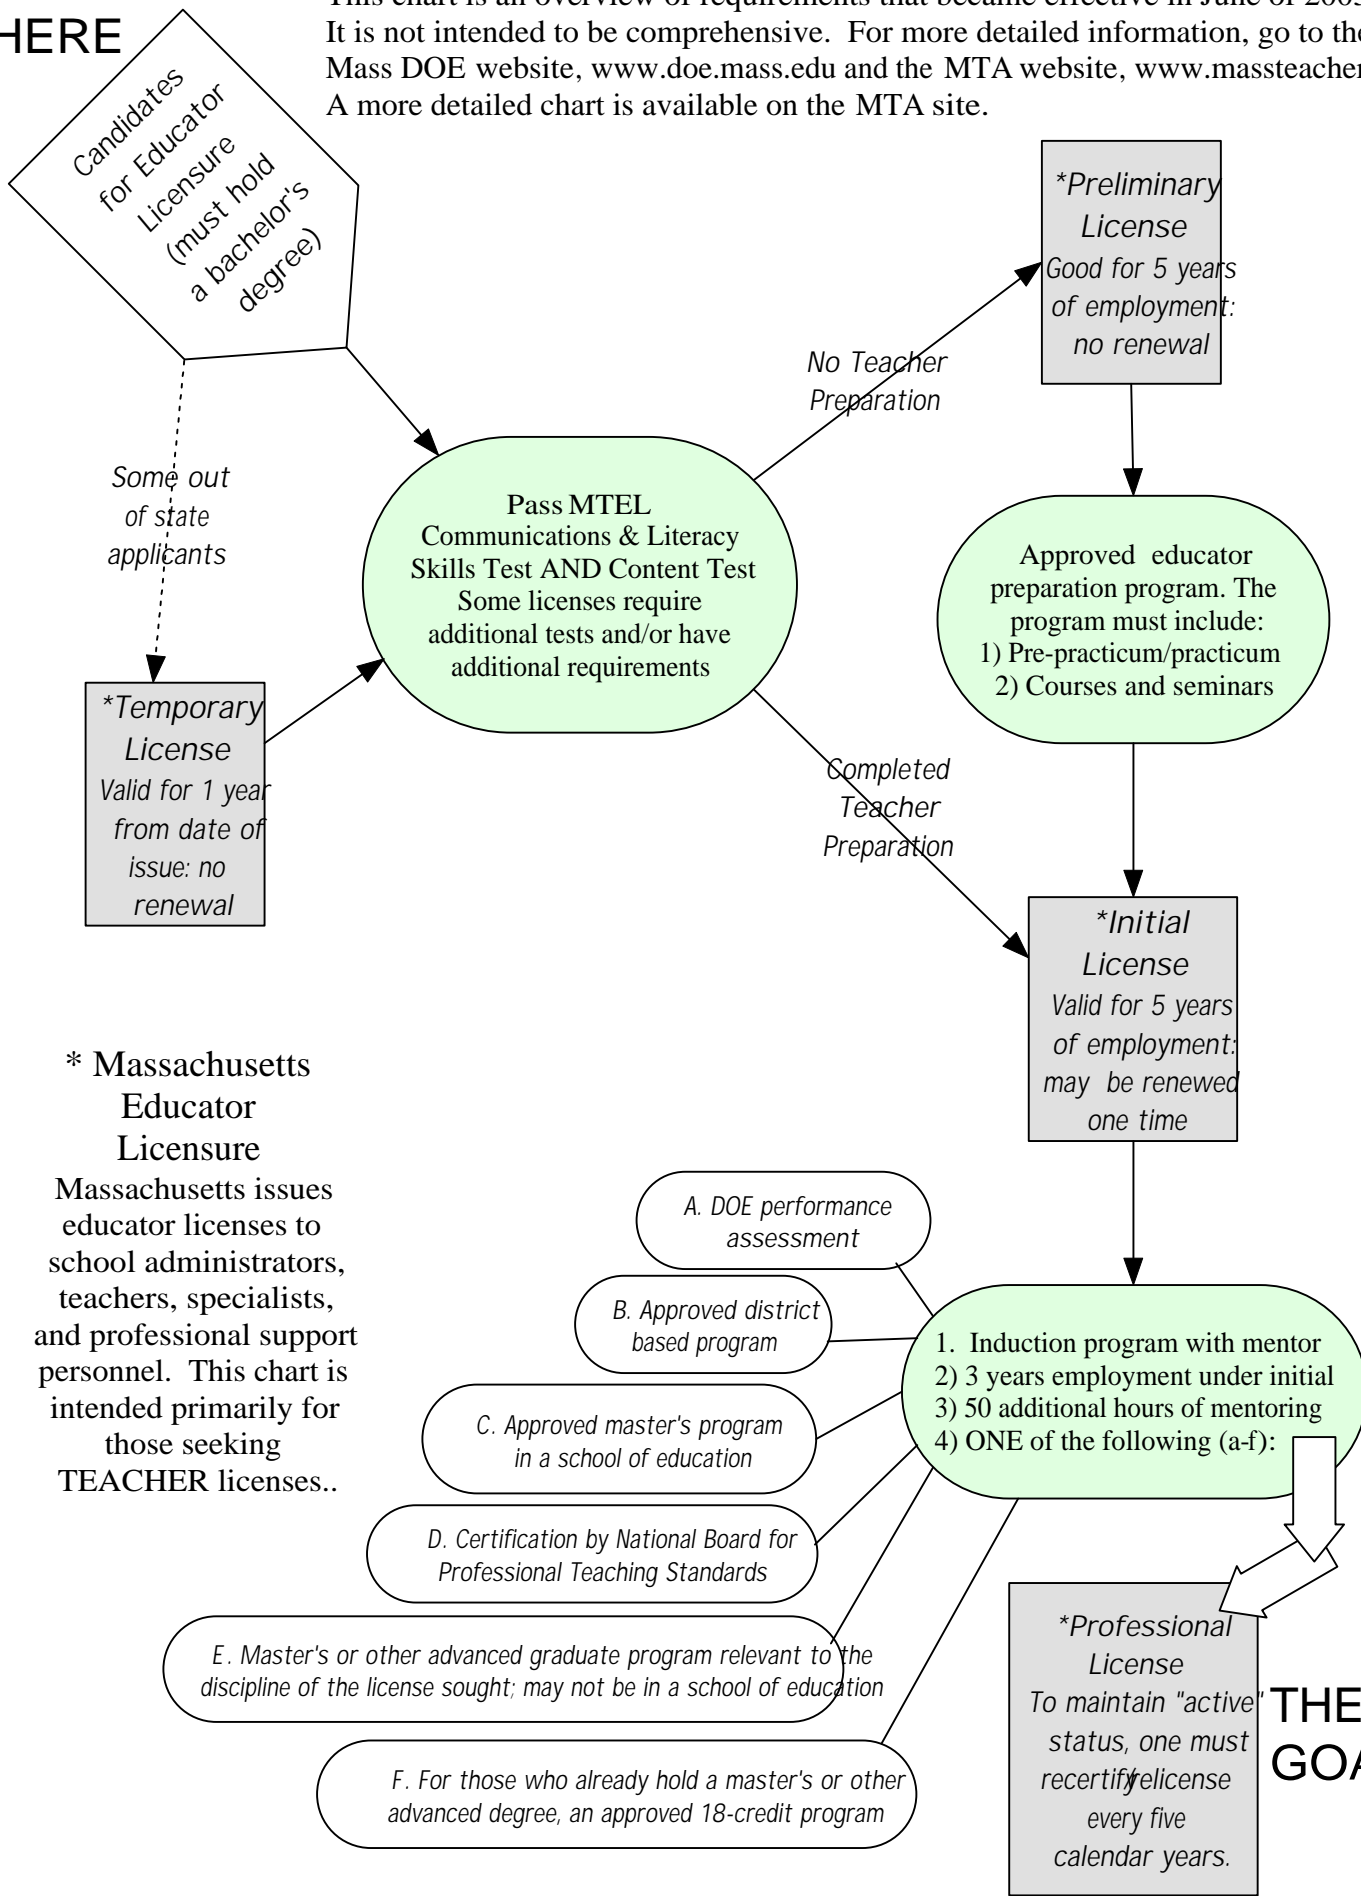 HERE
This chart is an overview of requirements that became effective in June of 2003
It is not intended to be comprehensive.  For more detailed information, go to the
Mass DOE website, www.doe.mass.edu and the MTA website, www.massteacher
A more detailed chart is available on the MTA site.
Candidates
for Educator
Licensure
(must hold
a bachelor's
degree)
*Preliminary
License
Good for 5 years
of employment:
no renewal
No Teacher
Preparation
Some out
of state
applicants
Pass MTEL
Communications & Literacy
Skills Test AND Content Test
Some licenses require
additional tests and/or have
additional requirements
Approved  educator
preparation program. The
program must include:
1) Pre-practicum/practicum
2) Courses and seminars
*Temporary
License
Valid for 1 year
from date of
issue: no
renewal
Completed
Teacher
Preparation
*Initial
License
Valid for 5 years
of employment:
may  be renewed
one time
* Massachusetts
Educator
Licensure
Massachusetts issues
educator licenses to
school administrators,
teachers, specialists,
and professional support
personnel.  This chart is
intended primarily for
those seeking
TEACHER licenses..
A. DOE performance
assessment
B. Approved district
based program
C. Approved master's program
in a school of education
D. Certification by National Board for
Professional Teaching Standards
E. Master's or other advanced graduate program relevant to the
discipline of the license sought; may not be in a school of education
F. For those who already hold a master's or other
advanced degree, an approved 18-credit program
1.  Induction program with mentor
2) 3 years employment under initial
3) 50 additional hours of mentoring
4) ONE of the following (a-f):
*Professional
License
To maintain "active"
status, one must
recertify/relicense
every five
calendar years.
THE
GOA